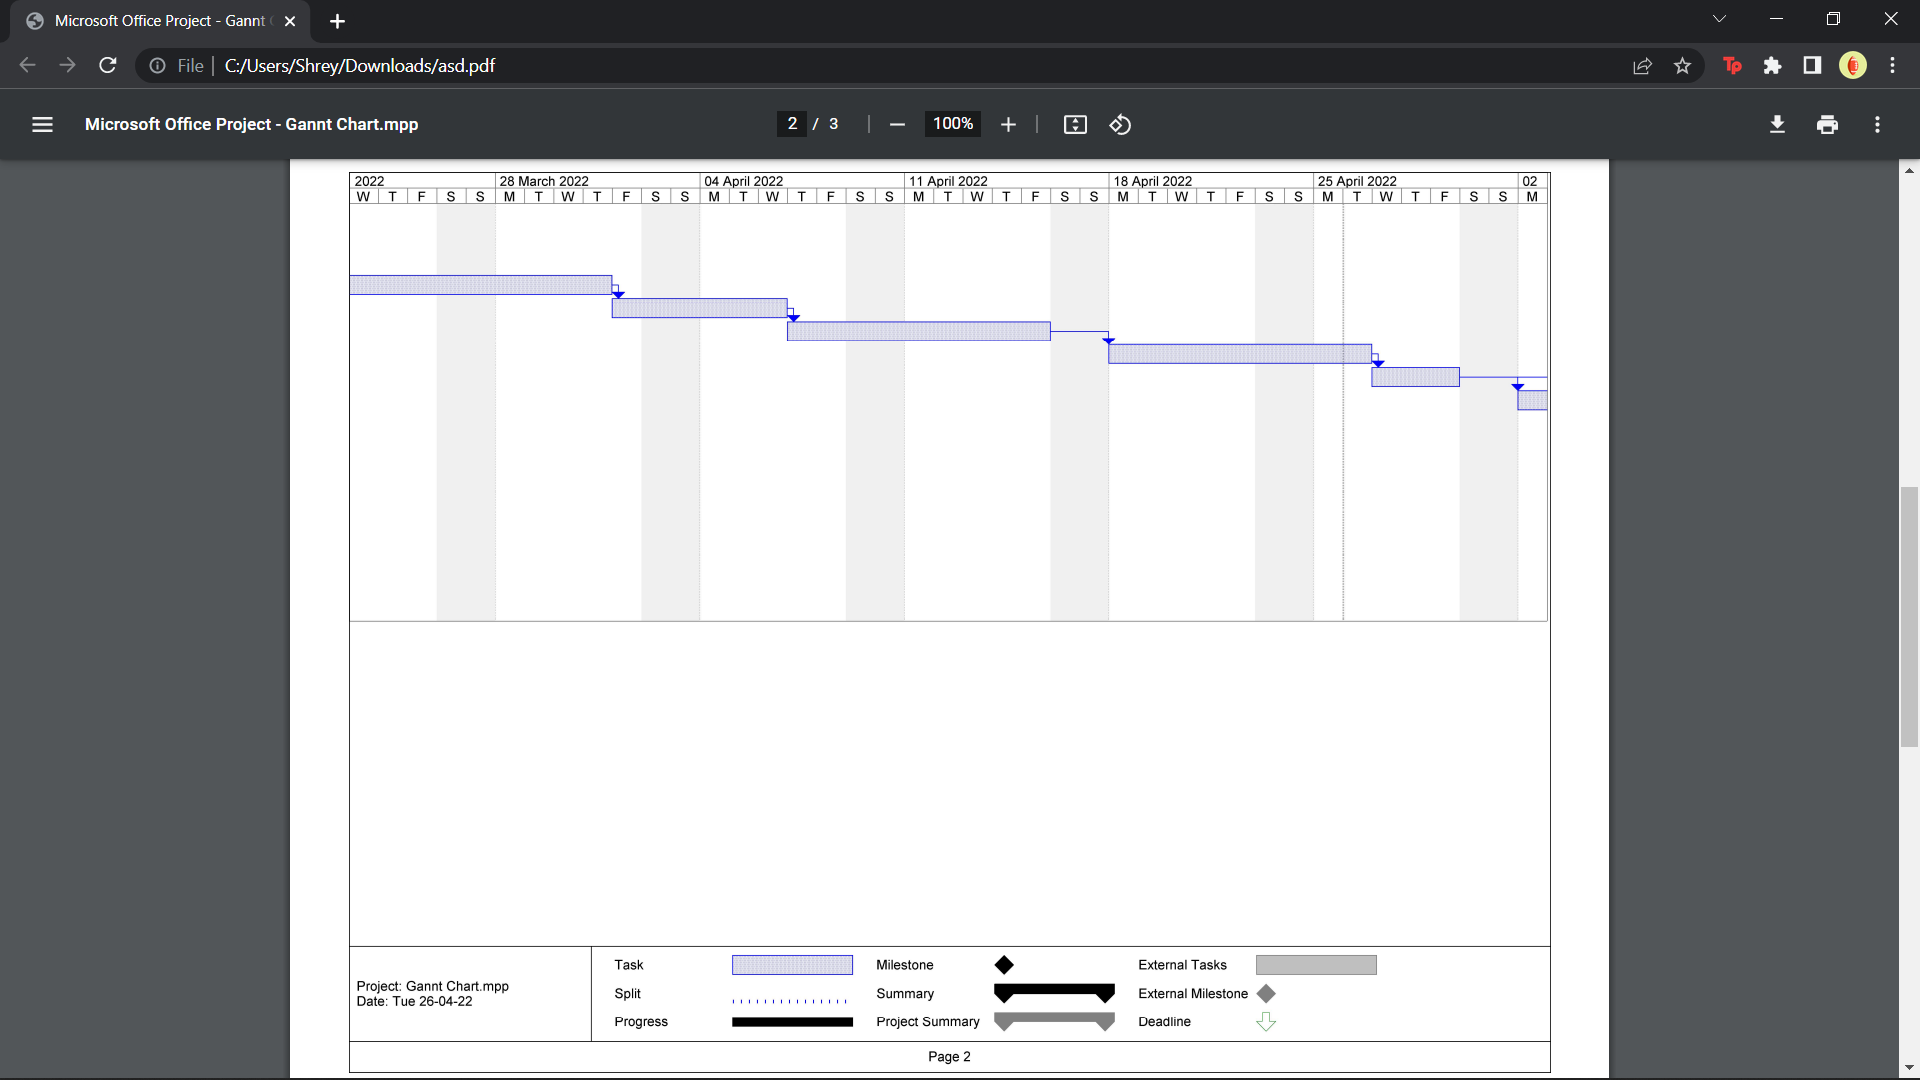 Microsoft Office Project - Gannt
File | C:/Users/Shrey/Downloads/asd.pdf
Tp
Microsoft Office Project - Gannt Chart.mpp
2 / 3
100%
2022 28 March 2022 04 April 2022 11 April 2022 18 April 2022 25 April 2022 02
W T F S S M T W T F S S M T W T F S S M T W T F S S M T W T F S S M T W T F S S M
Task Milestone External Tasks
Project: Gannt Chart.mpp
Date: Tue 26-04-22
Split Summary External Milestone
Progress Project Summary Deadline
Page 2